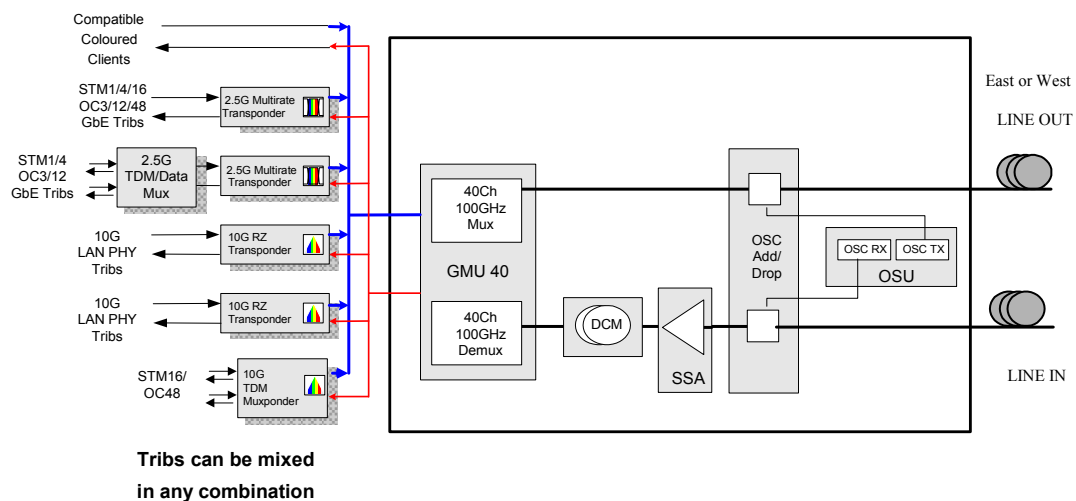 Compatible
Coloured
Clients
STM1/4/16
OC3/12/48
GbE Tribs
2.5G Multirate
Transponder
STM1/4
OC3/12
GbE Tribs
2.5G
TDM/Data
Mux
2.5G Multirate
Transponder
10G
LAN PHY
Tribs
10G RZ
Transponder
10G
LAN PHY
Tribs
10G RZ
Transponder
STM16/
OC48
10G
TDM
Muxponder
Tribs can be mixed
in any combination
40Ch
100GHz
Mux
GMU 40
40Ch
100GHz
Demux
DCM
SSA
OSC
Add/
Drop
OSC RX
OSC TX
OSU
East or West
LINE OUT
LINE IN